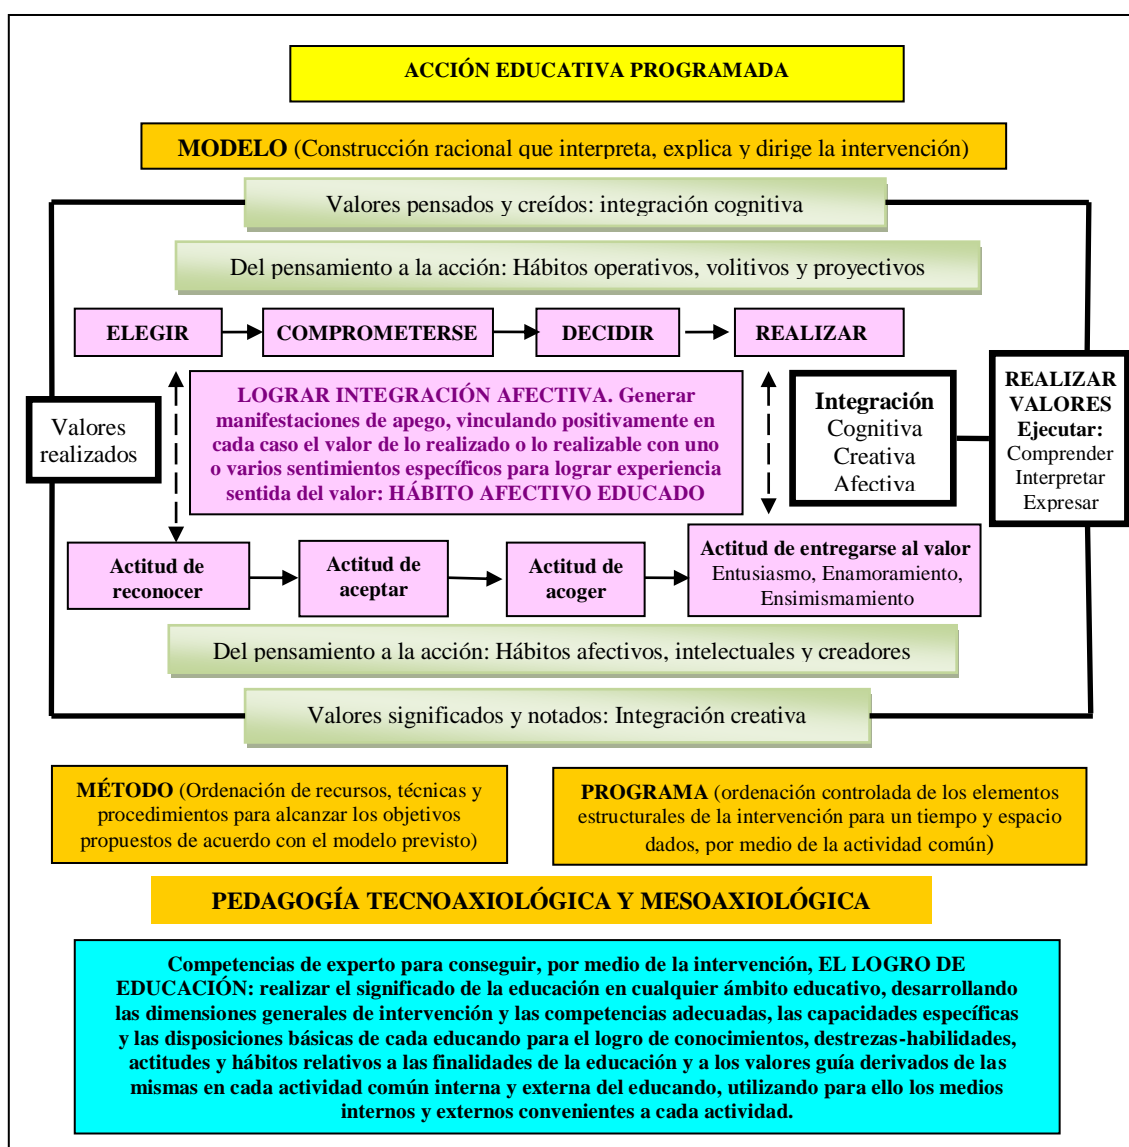 ACCIÓN EDUCATIVA PROGRAMADA
MODELO (Construcción racional que interpreta, explica y dirige la intervención)
Valores pensados y creídos: integración cognitiva
Del pensamiento a la acción: Hábitos operativos, volitivos y proyectivos
ELEGIR
COMPROMETERSE
DECIDIR
REALIZAR
Valores
realizados
LOGRAR INTEGRACIÓN AFECTIVA. Generar
manifestaciones de apego, vinculando positivamente en
cada caso el valor de lo realizado o lo realizable con uno
o varios sentimientos específicos para lograr experiencia
sentida del valor: HÁBITO AFECTIVO EDUCADO
Integración
Cognitiva
Creativa
Afectiva
REALIZAR
VALORES
Ejecutar:
Comprender
Interpretar
Expresar
Actitud de
reconocer
Actitud de
aceptar
Actitud de
acoger
Actitud de entregarse al valor
Entusiasmo, Enamoramiento,
Ensimismamiento
Del pensamiento a la acción: Hábitos afectivos, intelectuales y creadores
Valores significados y notados: Integración creativa
MÉTODO (Ordenación de recursos, técnicas y
procedimientos para alcanzar los objetivos
propuestos de acuerdo con el modelo previsto)
PROGRAMA (ordenación controlada de los elementos
estructurales de la intervención para un tiempo y espacio
dados, por medio de la actividad común)
PEDAGOGÍA TECNOAXIOLÓGICA Y MESOAXIOLÓGICA
Competencias de experto para conseguir, por medio de la intervención, EL LOGRO DE
EDUCACIÓN: realizar el significado de la educación en cualquier ámbito educativo, desarrollando
las dimensiones generales de intervención y las competencias adecuadas, las capacidades específicas
y las disposiciones básicas de cada educando para el logro de conocimientos, destrezas-habilidades,
actitudes y hábitos relativos a las finalidades de la educación y a los valores guía derivados de las
mismas en cada actividad común interna y externa del educando, utilizando para ello los medios
internos y externos convenientes a cada actividad.